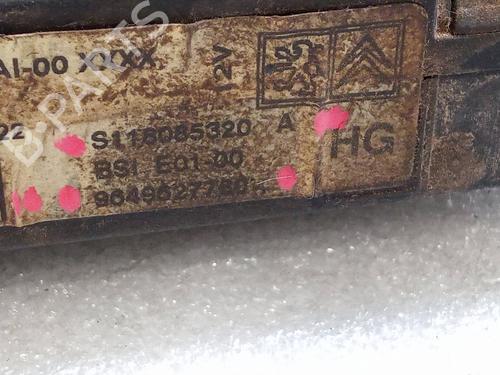 AI-00 XXXX
12V
22
S118085320 A
BSI E01-00
9649627780
HG
B-Parts